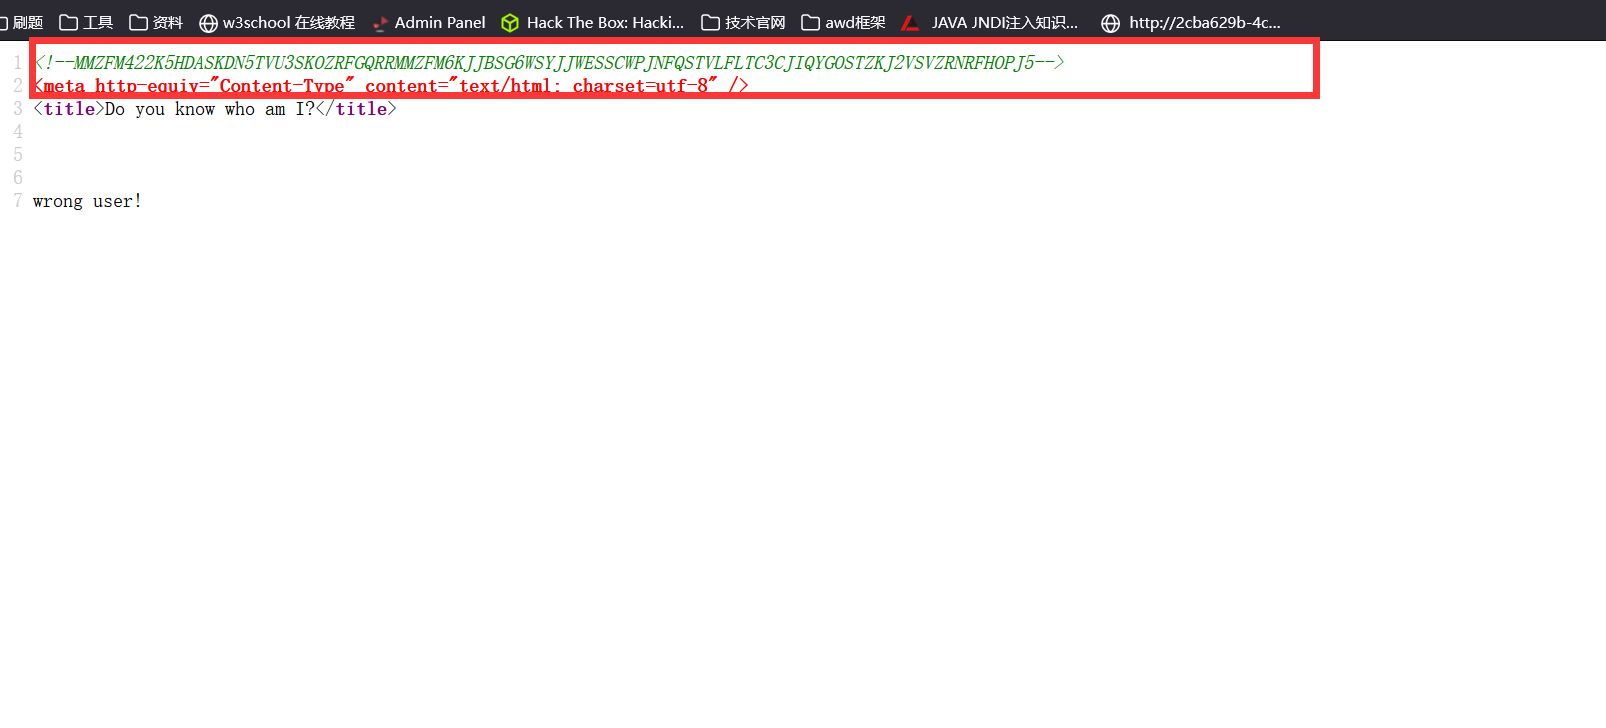 刷题 工具 资料 w3school 在线教程 Admin Panel Hack The Box: Hacki... 技术官网 awd框架 JAVA JNDI注入知识... http://2cba629b-4c...
1 <!--MMZFM422K5HDASKDN5TVU3SKOZRFGQRRMMZFM6KJJBSG6WSYJJWESSCWPJNFQSTVLFLTC3CJIQYGOSTZKJ2VSVZRNRFHOPJ5-->
2 <meta http-equiv="Content-Type" content="text/html; charset=utf-8" />
3 <title>Do you know who am I?</title>
4
5
6
7 wrong user!